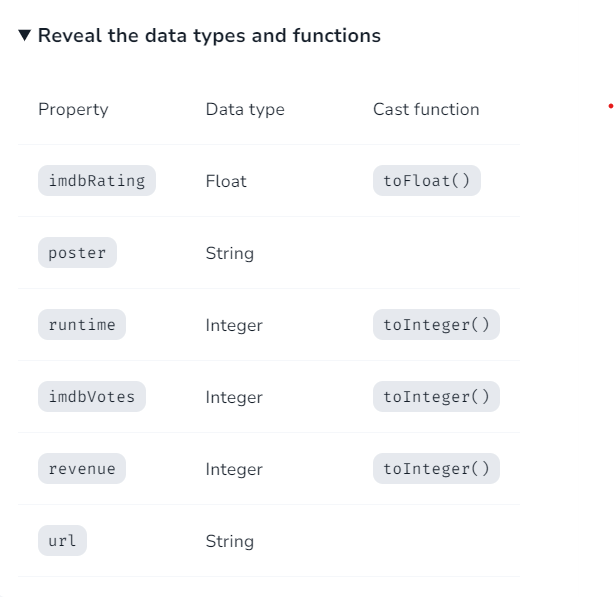 ▼ Reveal the data types and functions
Property Data type Cast function
imdbRating Float toFloat()
poster String
runtime Integer toInteger()
imdbVotes Integer toInteger()
revenue Integer toInteger()
url String